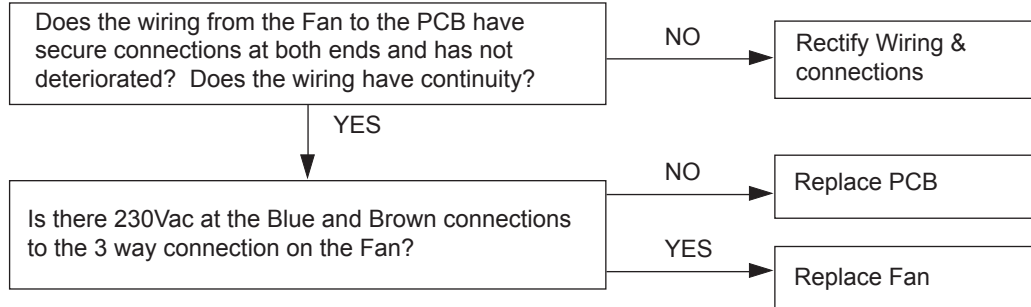 Does the wiring from the Fan to the PCB have
secure connections at both ends and has not
deteriorated? Does the wiring have continuity?
NO
Rectify Wiring &
connections
YES
Is there 230Vac at the Blue and Brown connections
to the 3 way connection on the Fan?
NO
Replace PCB
YES
Replace Fan